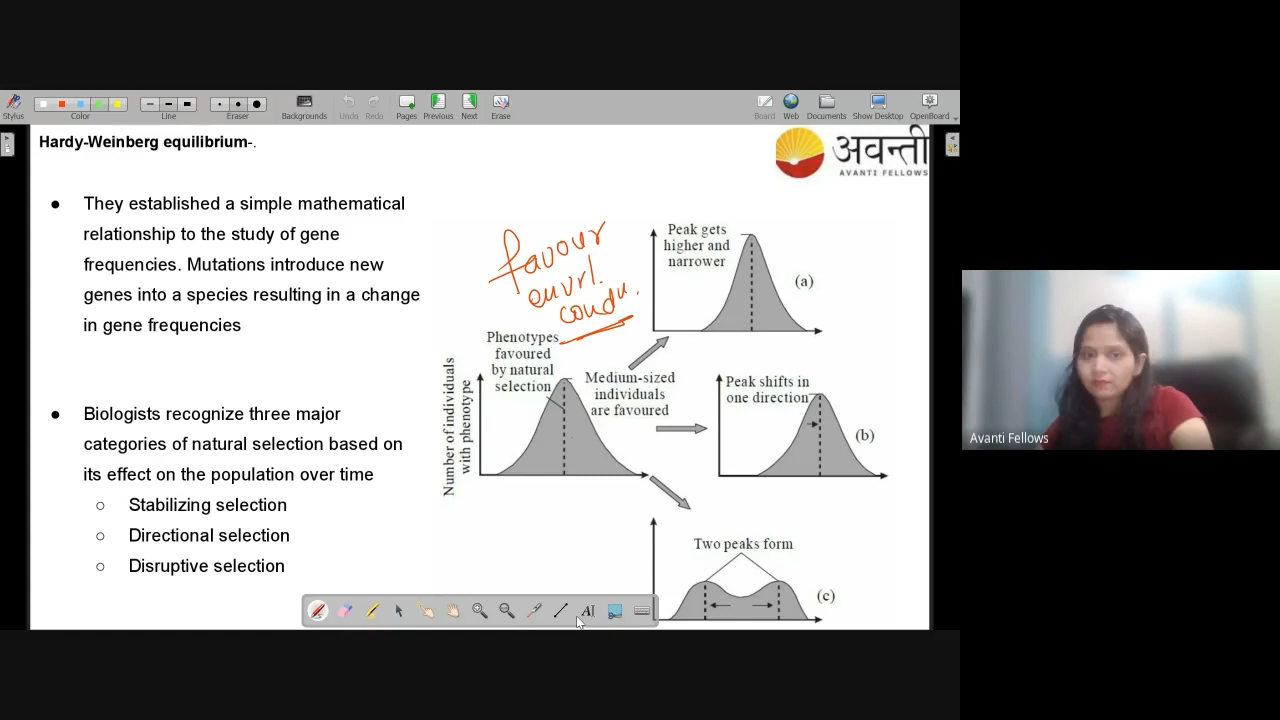 Stylus
Color
Line
Eraser
Backgrounds
Undo
Redo
Pages
Previous
Next
Erase
Board
Web
Documents
Show Desktop
OpenBoard
Hardy-Weinberg equilibrium-.
अवन्ती
AVANTI FELLOWS
● They established a simple mathematical
relationship to the study of gene
frequencies. Mutations introduce new
genes into a species resulting in a change
in gene frequencies
● Biologists recognize three major
categories of natural selection based on
its effect on the population over time
○ Stabilizing selection
○ Directional selection
○ Disruptive selection
favour
envrl.
condn.
Peak gets
higher and
narrower
(a)
Phenotypes
favoured
by natural
selection
Number of individuals
with phenotype
Medium-sized
individuals
are favoured
Peak shifts in
one direction
(b)
Two peaks form
(c)
Avanti Fellows